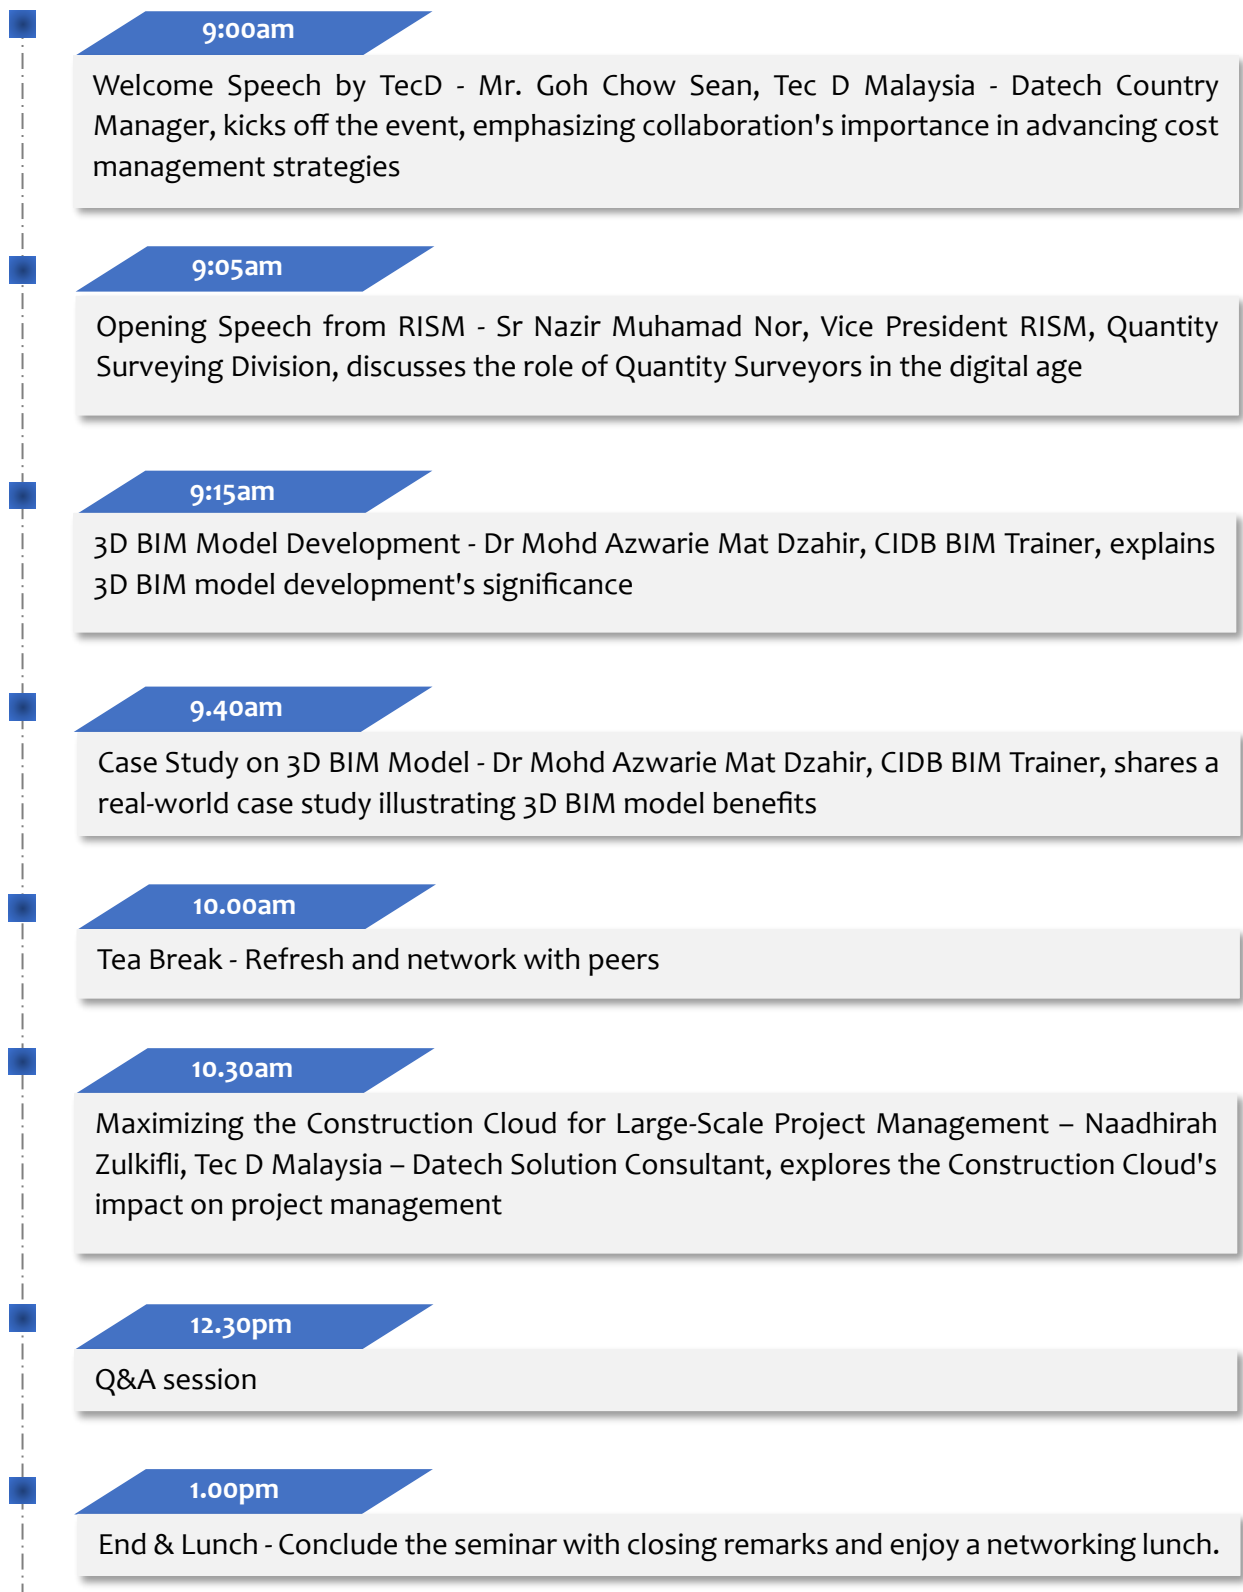 9:00am
Welcome Speech by TecD - Mr. Goh Chow Sean, Tec D Malaysia - Datech Country
Manager, kicks off the event, emphasizing collaboration's importance in advancing cost
management strategies
9:05am
Opening Speech from RISM - Sr Nazir Muhamad Nor, Vice President RISM, Quantity
Surveying Division, discusses the role of Quantity Surveyors in the digital age
9:15am
3D BIM Model Development - Dr Mohd Azwarie Mat Dzahir, CIDB BIM Trainer, explains
3D BIM model development's significance
9.40am
Case Study on 3D BIM Model - Dr Mohd Azwarie Mat Dzahir, CIDB BIM Trainer, shares a
real-world case study illustrating 3D BIM model benefits
10.00am
Tea Break - Refresh and network with peers
10.30am
Maximizing the Construction Cloud for Large-Scale Project Management – Naadhirah
Zulkifli, Tec D Malaysia – Datech Solution Consultant, explores the Construction Cloud's
impact on project management
12.30pm
Q&A session
1.00pm
End & Lunch - Conclude the seminar with closing remarks and enjoy a networking lunch.